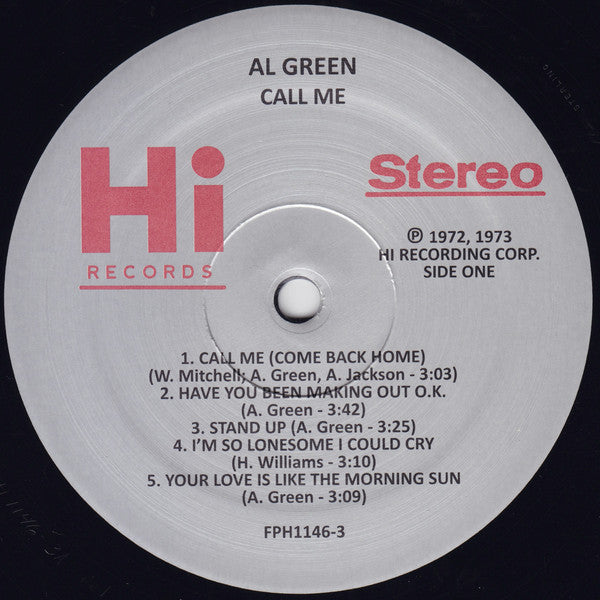 AL GREEN
CALL ME
Hi
RECORDS
Stereo
℗ 1972, 1973
HI RECORDING CORP.
SIDE ONE
1. CALL ME (COME BACK HOME)
(W. Mitchell; A. Green, A. Jackson - 3:03)
2. HAVE YOU BEEN MAKING OUT O.K.
(A. Green - 3:42)
3. STAND UP (A. Green - 3:25)
4. I'M SO LONESOME I COULD CRY
(H. Williams - 3:10)
5. YOUR LOVE IS LIKE THE MORNING SUN
(A. Green - 3:09)
FPH1146-3
STERLING